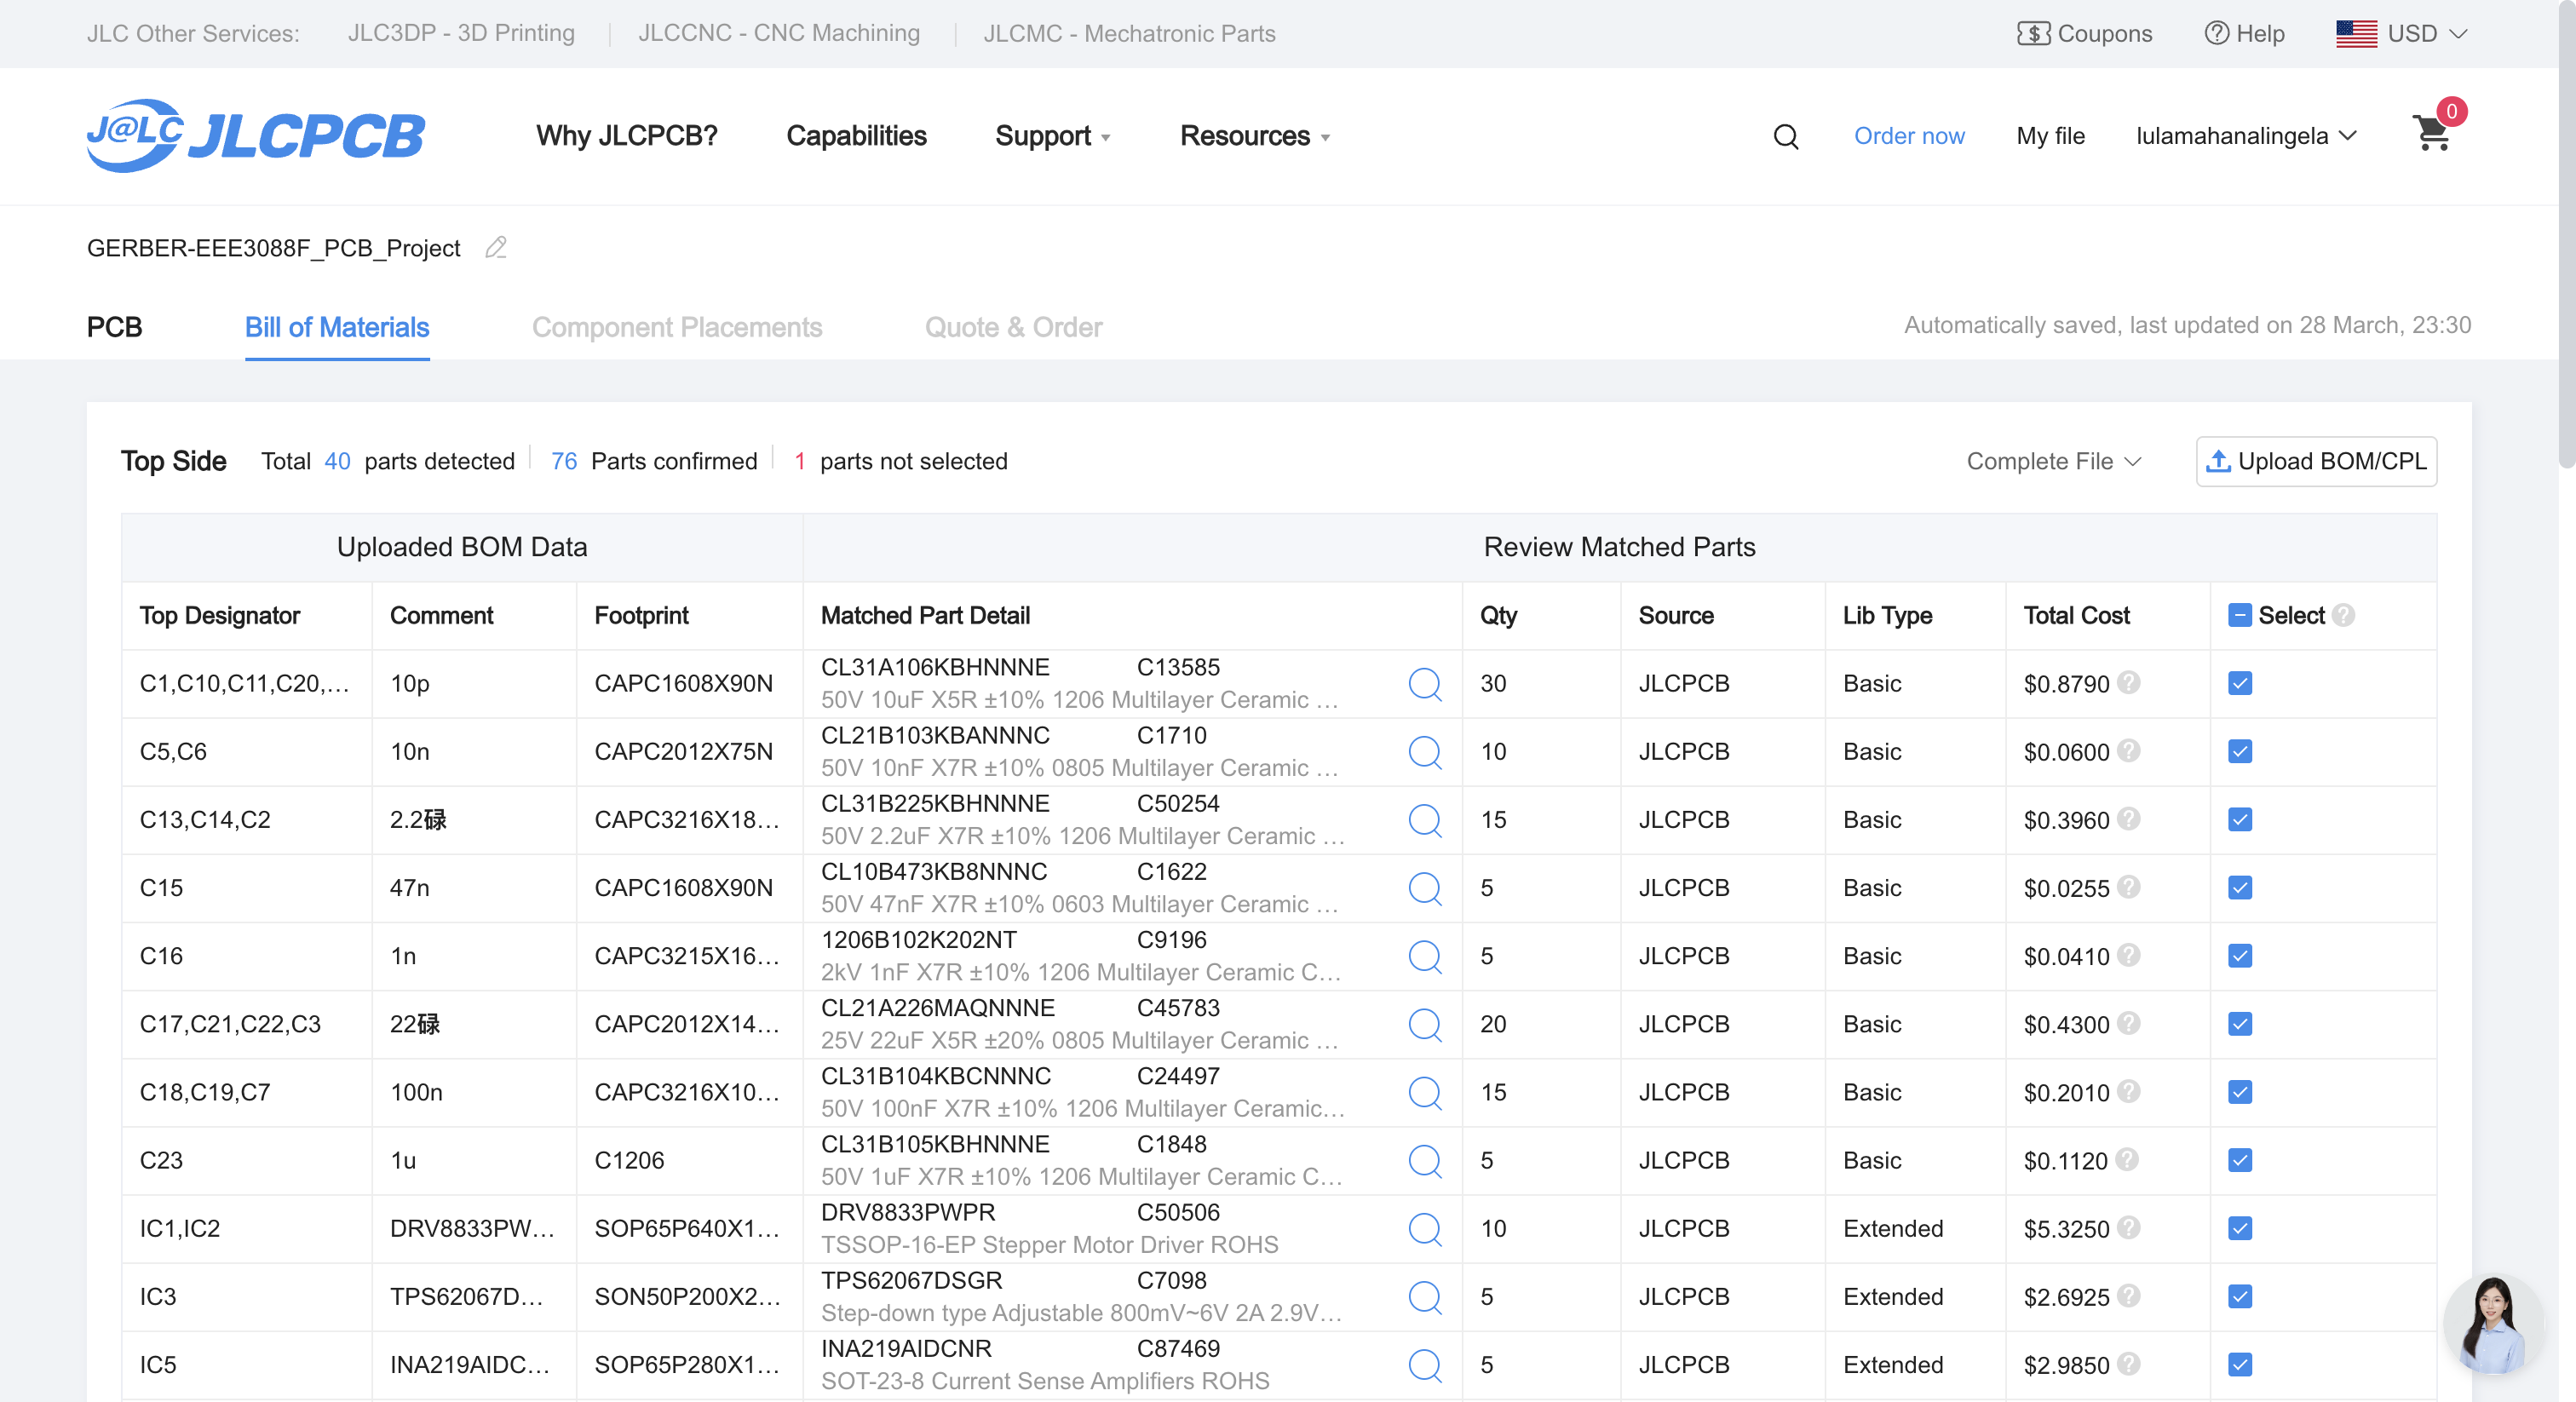 JLC Other Services: JLC3DP - 3D Printing JLCCNC - CNC Machining JLCMC - Mechatronic Parts Coupons Help USD
J@LC JLCPCB Why JLCPCB? Capabilities Support Resources Order now My file lulamahanalingela 0
GERBER-EEE3088F_PCB_Project
PCB Bill of Materials Component Placements Quote & Order Automatically saved, last updated on 28 March, 23:30
Top Side Total 40 parts detected 76 Parts confirmed 1 parts not selected Complete File Upload BOM/CPL
Uploaded BOM Data Review Matched Parts
Top Designator Comment Footprint Matched Part Detail Qty Source Lib Type Total Cost Select
C1,C10,C11,C20,... 10p CAPC1608X90N CL31A106KBHNNNE C13585 30 JLCPCB Basic $0.8790
50V 10uF X5R ±10% 1206 Multilayer Ceramic ...
C5,C6 10n CAPC2012X75N CL21B103KBANNNC C1710 10 JLCPCB Basic $0.0600
50V 10nF X7R ±10% 0805 Multilayer Ceramic ...
C13,C14,C2 2.2碌 CAPC3216X18... CL31B225KBHNNNE C50254 15 JLCPCB Basic $0.3960
50V 2.2uF X7R ±10% 1206 Multilayer Ceramic ...
C15 47n CAPC1608X90N CL10B473KB8NNNC C1622 5 JLCPCB Basic $0.0255
50V 47nF X7R ±10% 0603 Multilayer Ceramic ...
C16 1n CAPC3215X16... 1206B102K202NT C9196 5 JLCPCB Basic $0.0410
2kV 1nF X7R ±10% 1206 Multilayer Ceramic C...
C17,C21,C22,C3 22碌 CAPC2012X14... CL21A226MAQNNNE C45783 20 JLCPCB Basic $0.4300
25V 22uF X5R ±20% 0805 Multilayer Ceramic ...
C18,C19,C7 100n CAPC3216X10... CL31B104KBCNNNC C24497 15 JLCPCB Basic $0.2010
50V 100nF X7R ±10% 1206 Multilayer Ceramic...
C23 1u C1206 CL31B105KBHNNNE C1848 5 JLCPCB Basic $0.1120
50V 1uF X7R ±10% 1206 Multilayer Ceramic C...
IC1,IC2 DRV8833PW... SOP65P640X1... DRV8833PWPR C50506 10 JLCPCB Extended $5.3250
TSSOP-16-EP Stepper Motor Driver ROHS
IC3 TPS62067D... SON50P200X2... TPS62067DSGR C7098 5 JLCPCB Extended $2.6925
Step-down type Adjustable 800mV~6V 2A 2.9V...
IC5 INA219AIDC... SOP65P280X1... INA219AIDCNR C87469 5 JLCPCB Extended $2.9850
SOT-23-8 Current Sense Amplifiers ROHS